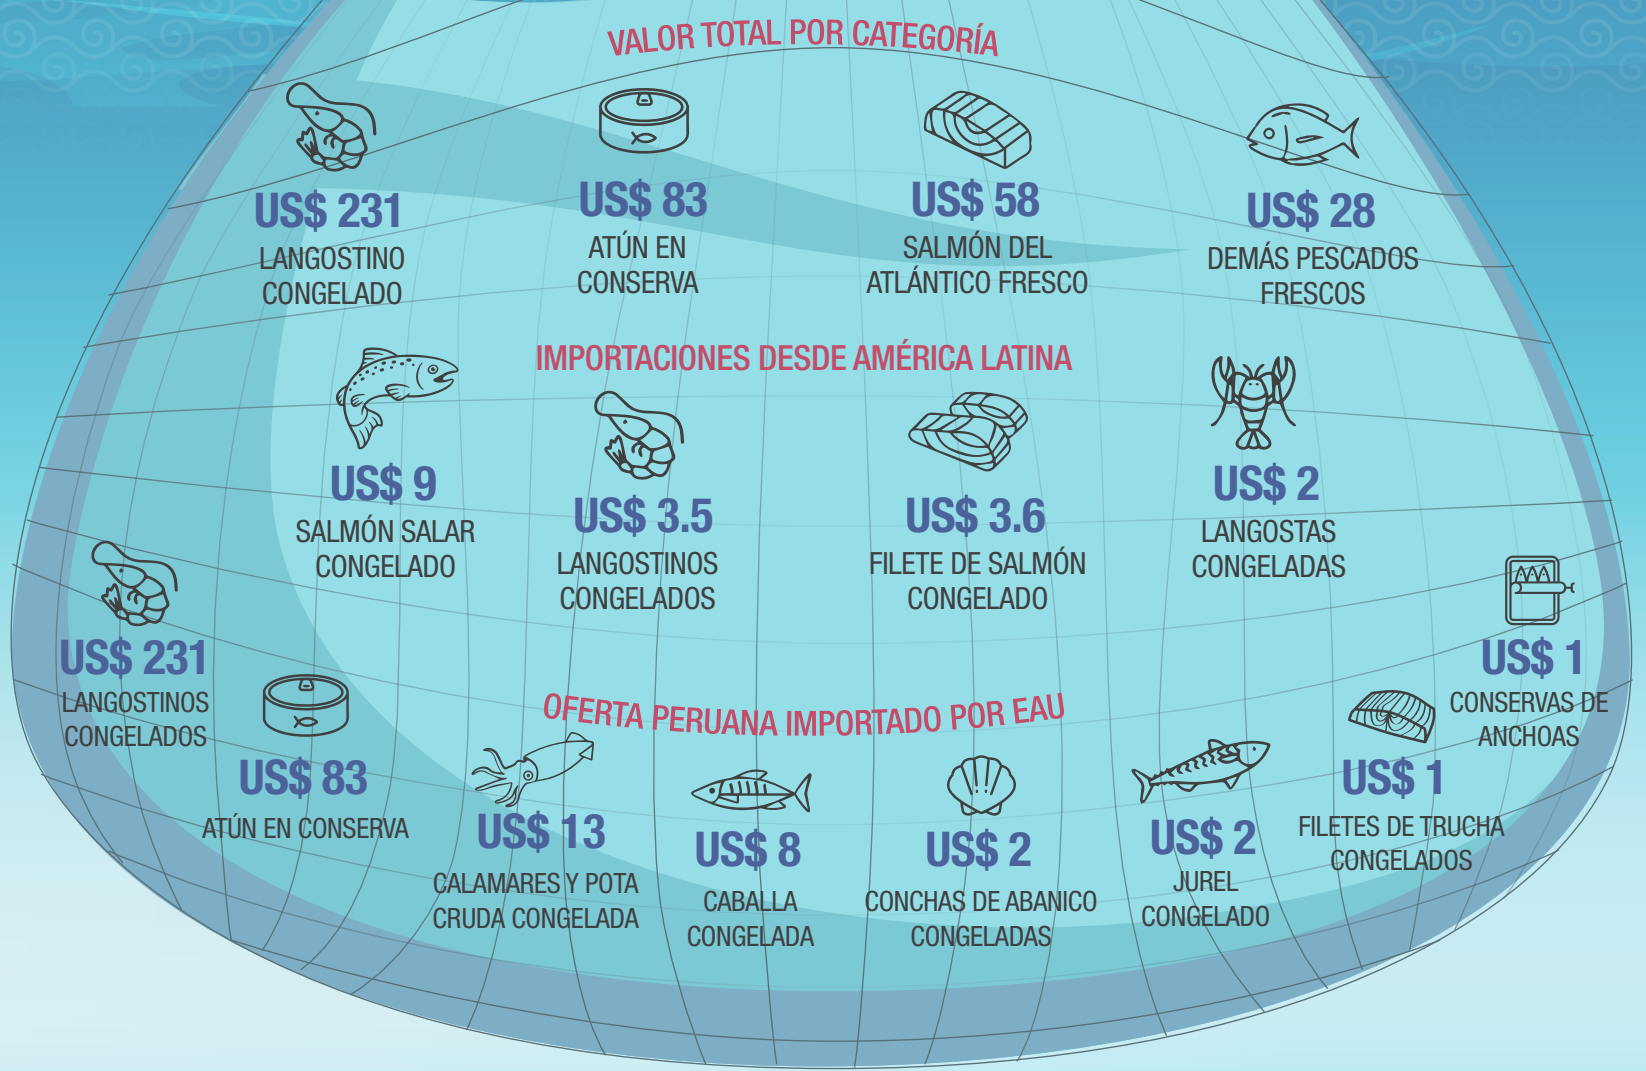 VALOR TOTAL POR CATEGORÍA
US$ 231
LANGOSTINO
CONGELADO
US$ 83
ATÚN EN
CONSERVA
US$ 58
SALMÓN DEL
ATLÁNTICO FRESCO
US$ 28
DEMÁS PESCADOS
FRESCOS
IMPORTACIONES DESDE AMÉRICA LATINA
US$ 9
SALMÓN SALAR
CONGELADO
US$ 3.5
LANGOSTINOS
CONGELADOS
US$ 3.6
FILETE DE SALMÓN
CONGELADO
US$ 2
LANGOSTAS
CONGELADAS
OFERTA PERUANA IMPORTADO POR EAU
US$ 231
LANGOSTINOS
CONGELADOS
US$ 83
ATÚN EN CONSERVA
US$ 13
CALAMARES Y POTA
CRUDA CONGELADA
US$ 8
CABALLA
CONGELADA
US$ 2
CONCHAS DE ABANICO
CONGELADAS
US$ 2
JUREL
CONGELADO
US$ 1
FILETES DE TRUCHA
CONGELADOS
US$ 1
CONSERVAS DE
ANCHOAS